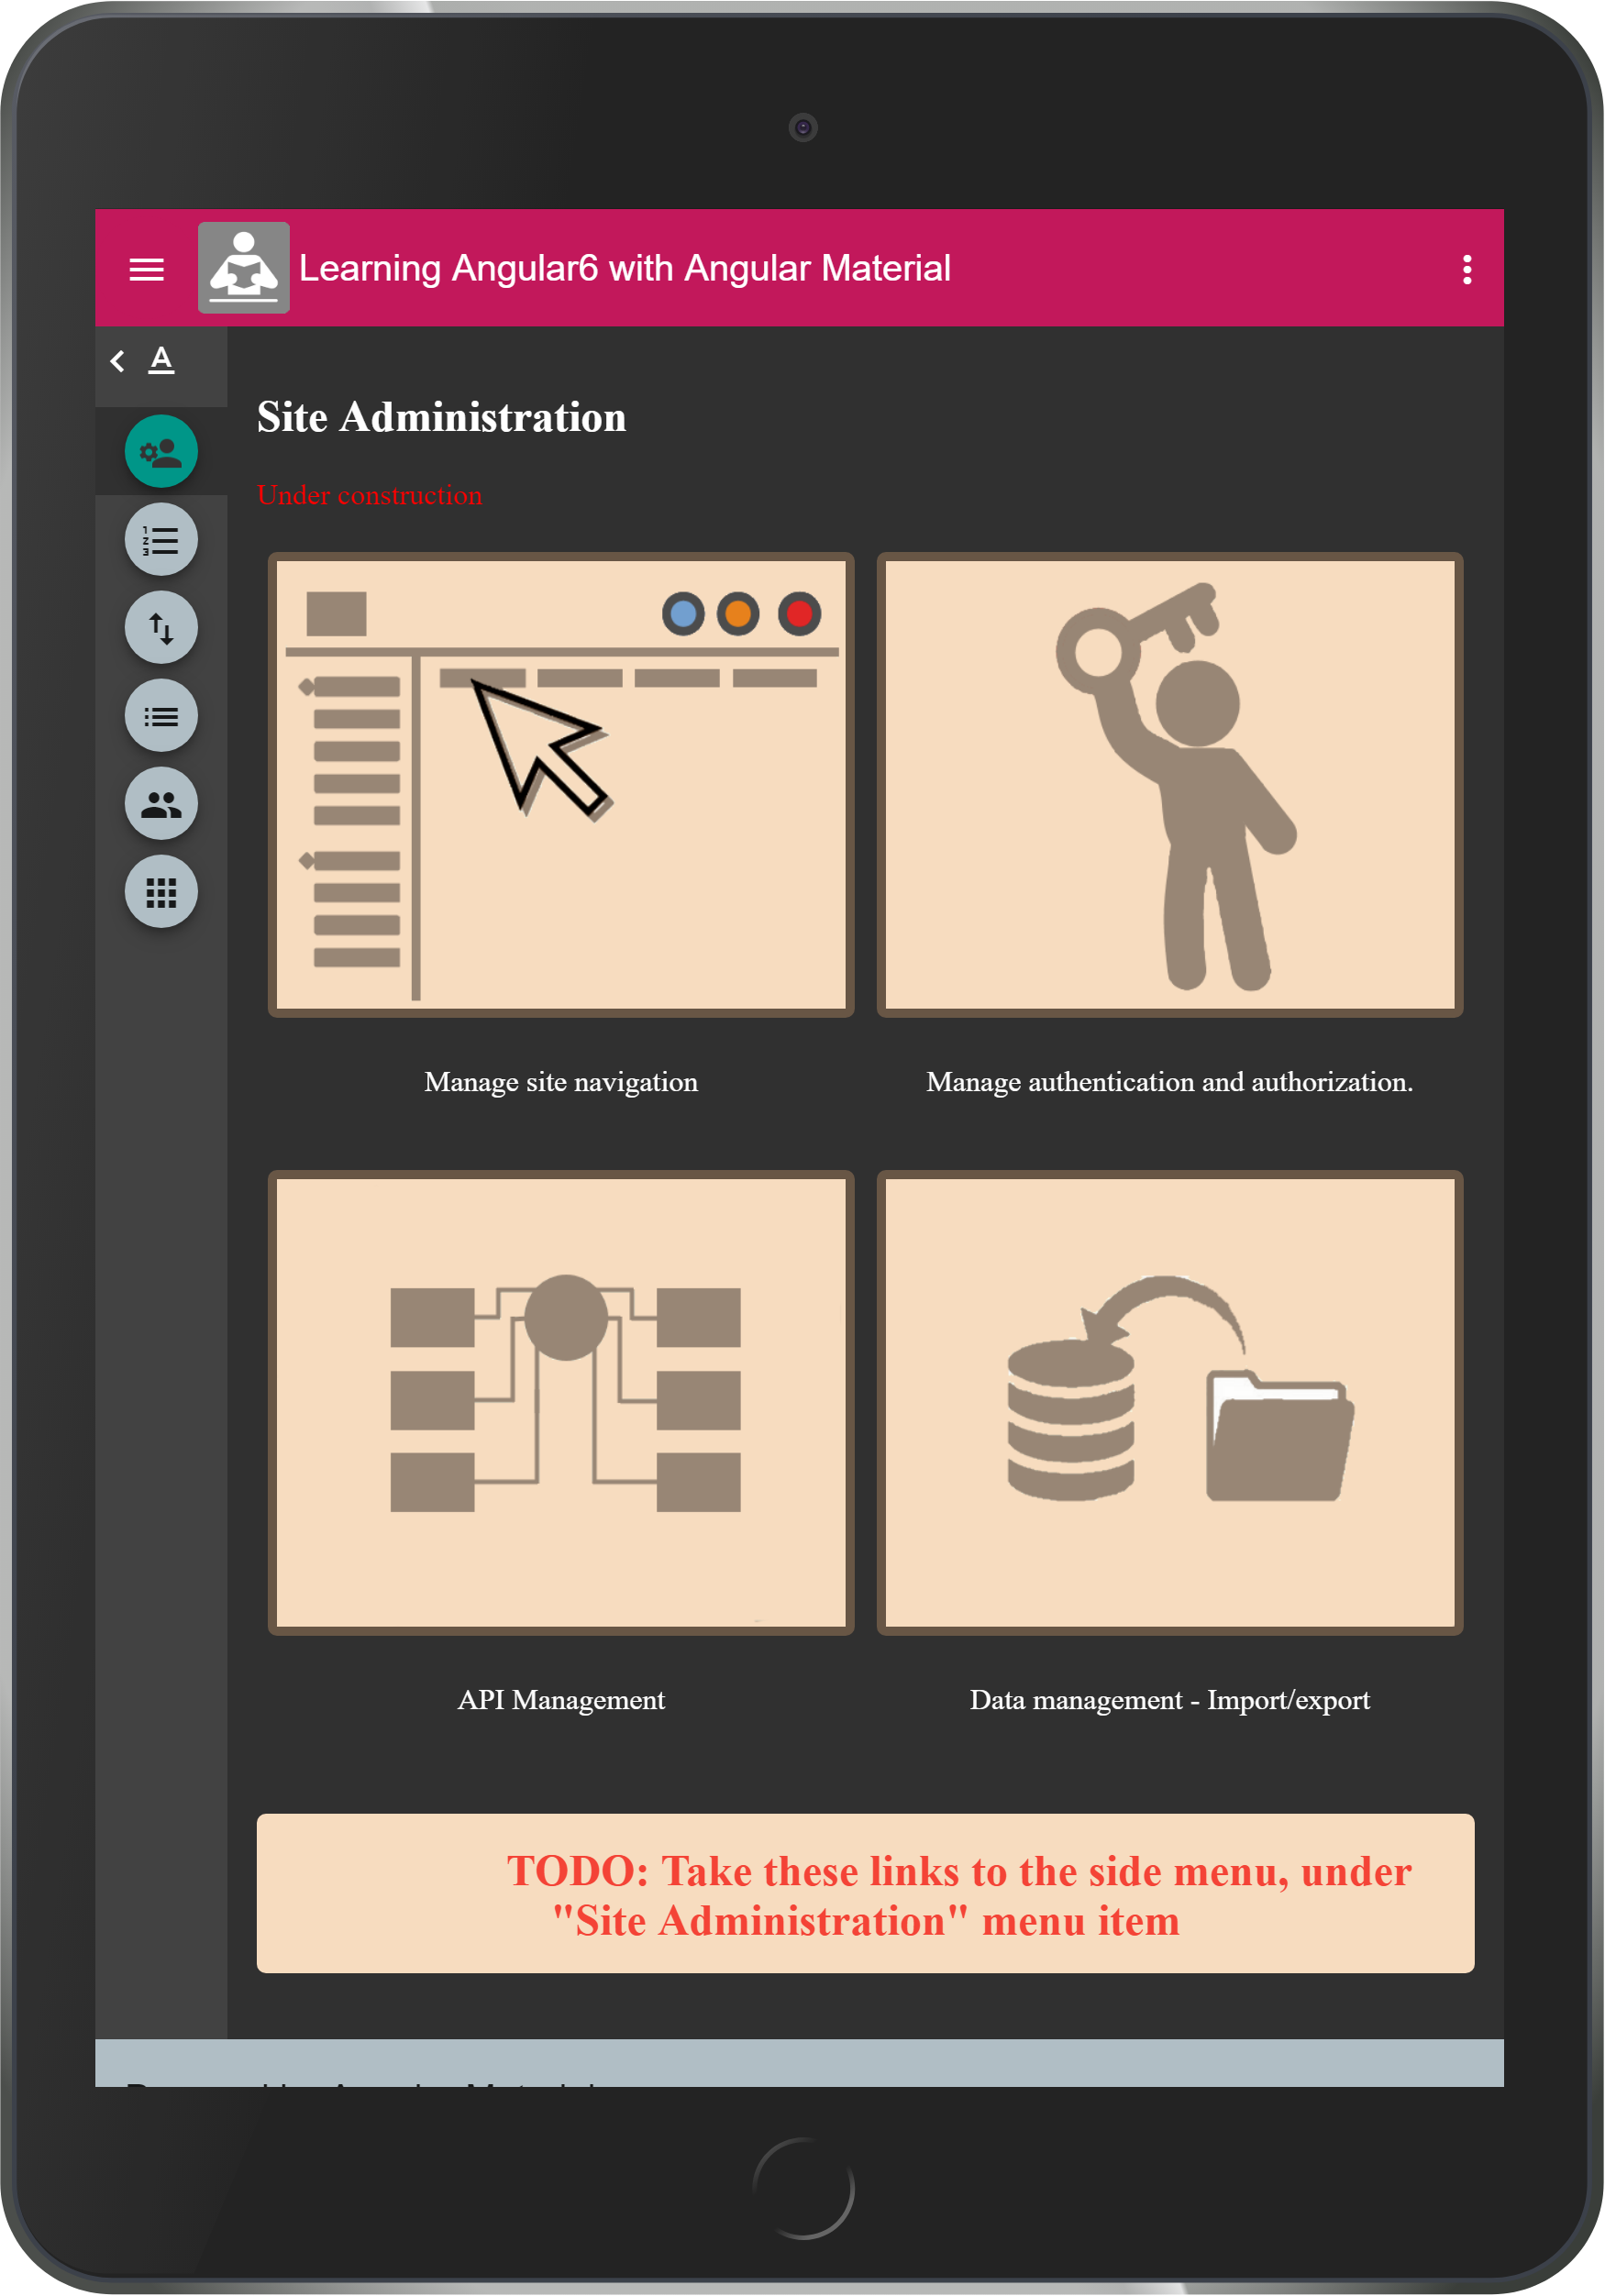 Learning Angular6 with Angular Material
A
Site Administration
Under construction
Manage site navigation
Manage authentication and authorization.
API Management
Data management - Import/export
TODO: Take these links to the side menu, under
"Site Administration" menu item